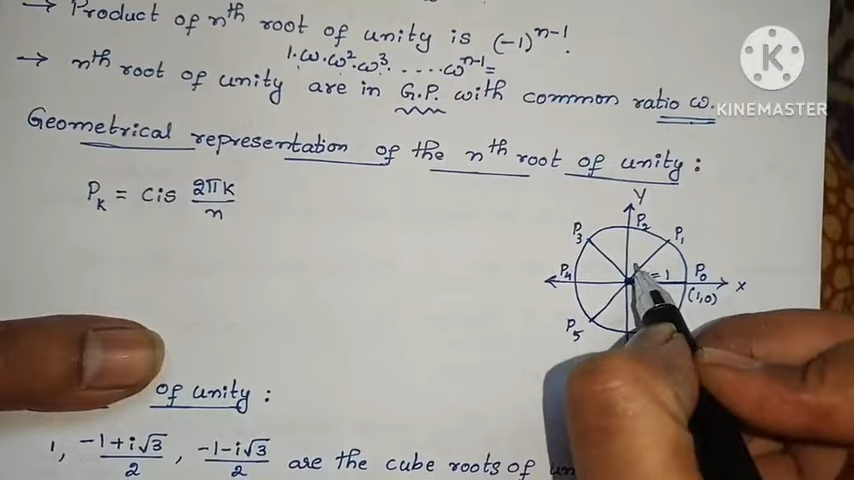 → Product of nth root of unity is (-1)^{n-1}.
1·ω·ω²·ω³·.....ω^{n-1}=
→ nth root of unity are in G.P. with common ratio ω.
K
KINEMASTER
Geometrical representation of the nth root of unity :
P_k = cis 2πk/n
Y
P₃ P₂ P₁
P₄ =1 P₀ X
(1,0)
P₅
of unity :
1, (-1+i√3)/2, (-1-i√3)/2 are the cube roots of